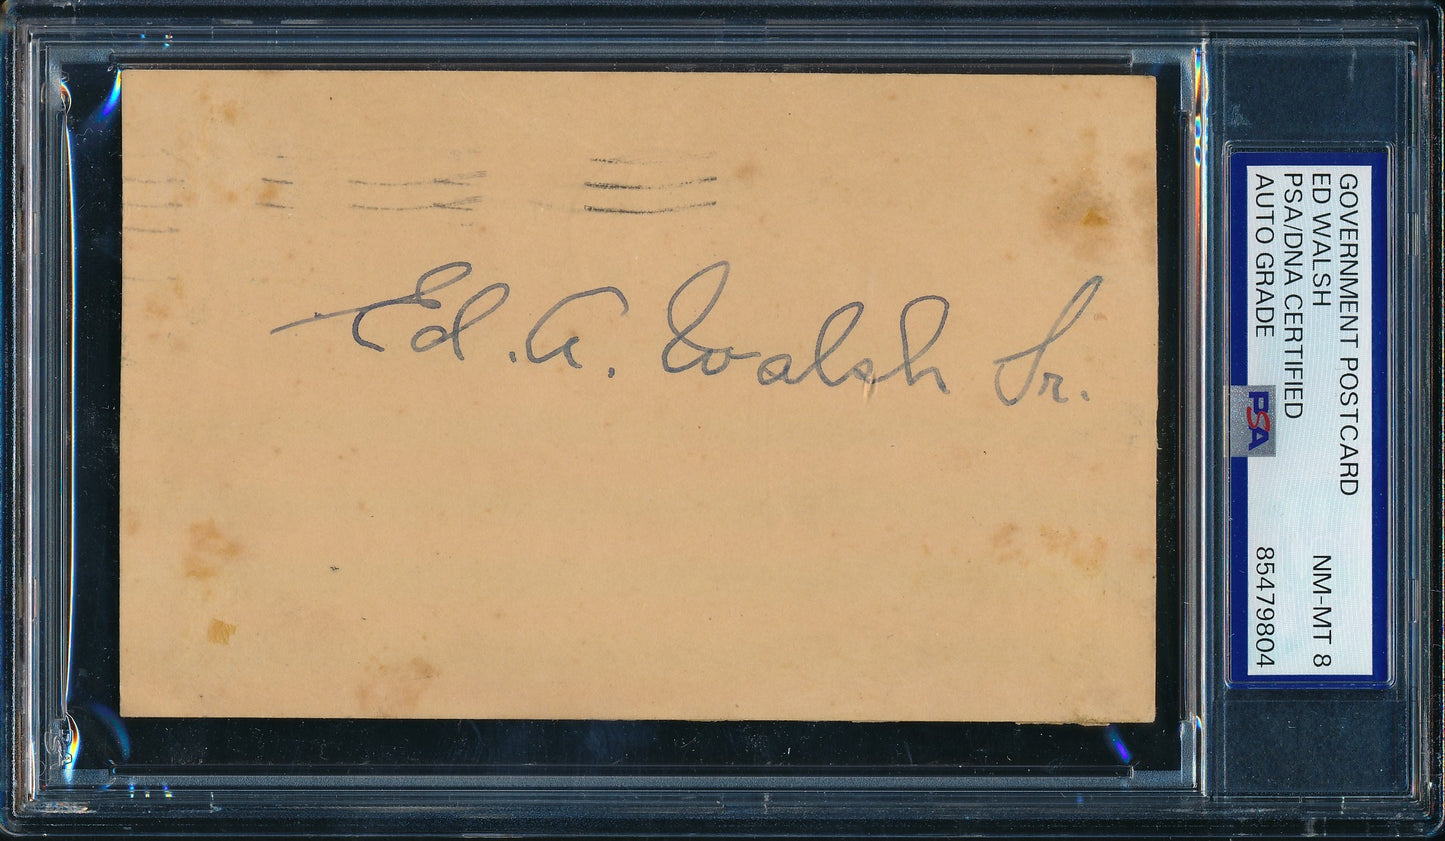 Ed. A. Walsh Sr.
GOVERNMENT POSTCARD
ED WALSH NM-MT 8
PSA/DNA CERTIFIED
AUTO GRADE 85479804
PSA